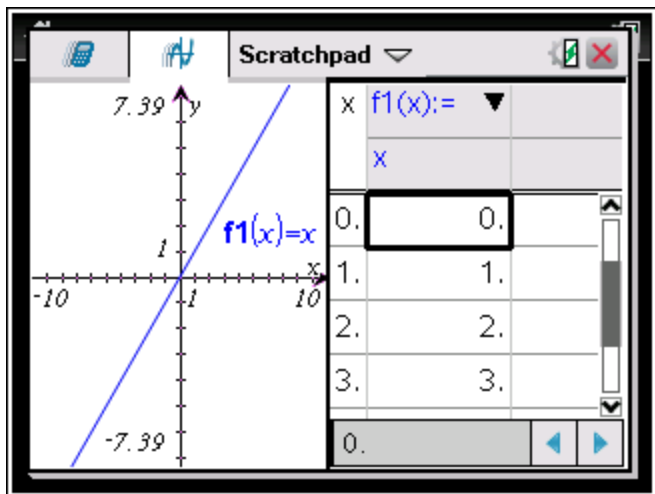 Scratchpad
7.39 y
f1(x)=x
1
x
-10 1 10
-7.39
x f1(x):=
x
0. 0.
1. 1.
2. 2.
3. 3.
0.